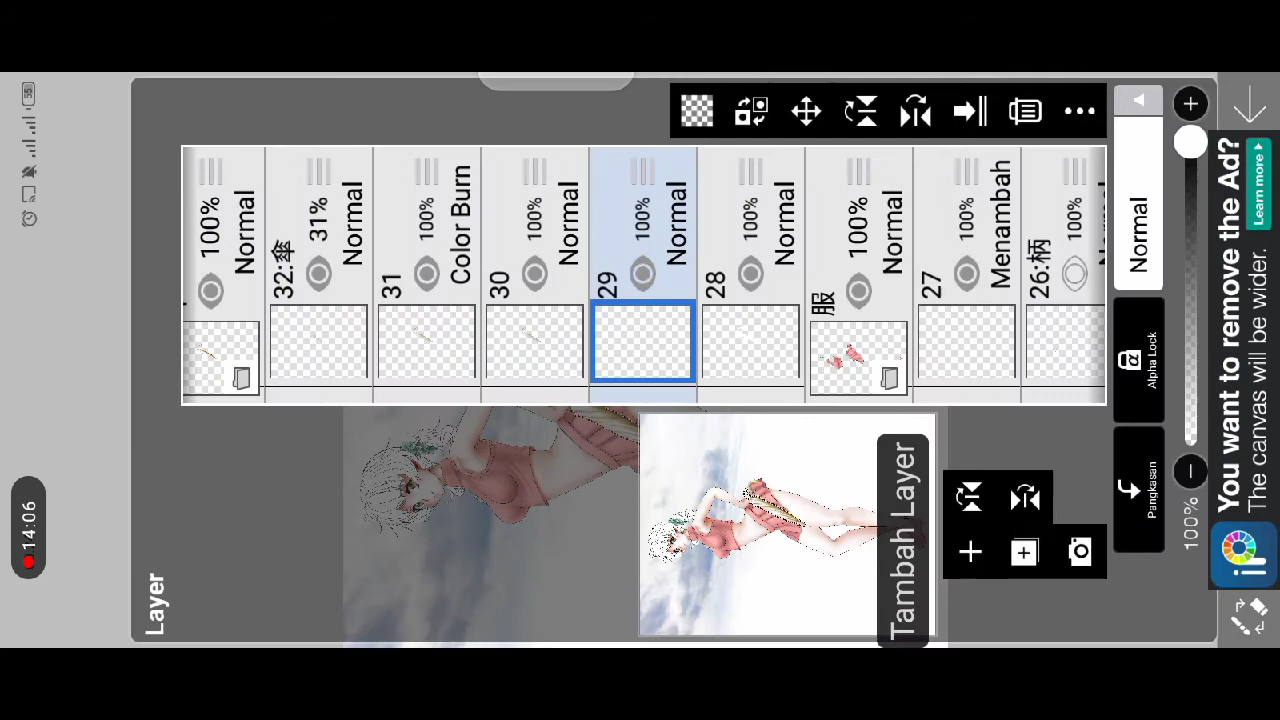 55
14:06
Layer
100%
Normal
32:傘
31%
Normal
31
100%
Color Burn
30
100%
Normal
29
100%
Normal
28
100%
Normal
服
100%
Normal
27
100%
Menambah
26:柄
100%
Tambah Layer
Normal
α
Alpha Lock
Pangkasan
100%
You want to remove the Ad?
The canvas will be wider.
Learn more